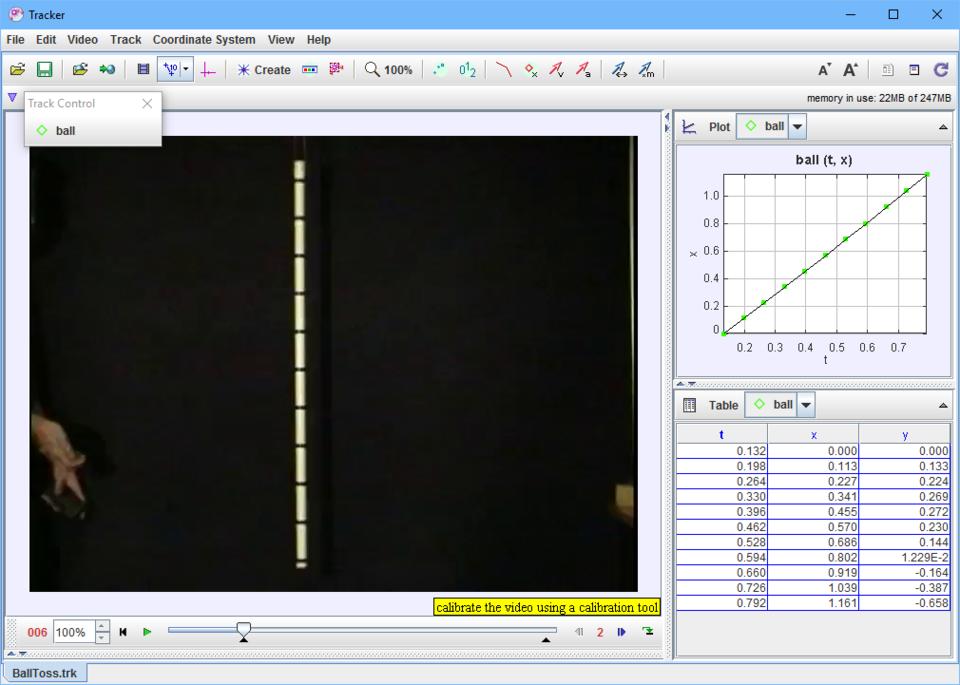 Tracker
File Edit Video Track Coordinate System View Help
Create 100%
memory in use: 22MB of 247MB
Track Control
ball
Plot ball
ball (t, x)
x
1.0
0.8
0.6
0.4
0.2
0
0.2 0.3 0.4 0.5 0.6 0.7
t
Table ball
t x y
0.132 0.000 0.000
0.198 0.113 0.133
0.264 0.227 0.224
0.330 0.341 0.269
0.396 0.455 0.272
0.462 0.570 0.230
0.528 0.686 0.144
0.594 0.802 1.229E-2
0.660 0.919 -0.164
0.726 1.039 -0.387
0.792 1.161 -0.658
calibrate the video using a calibration tool
006 100% 2
BallToss.trk